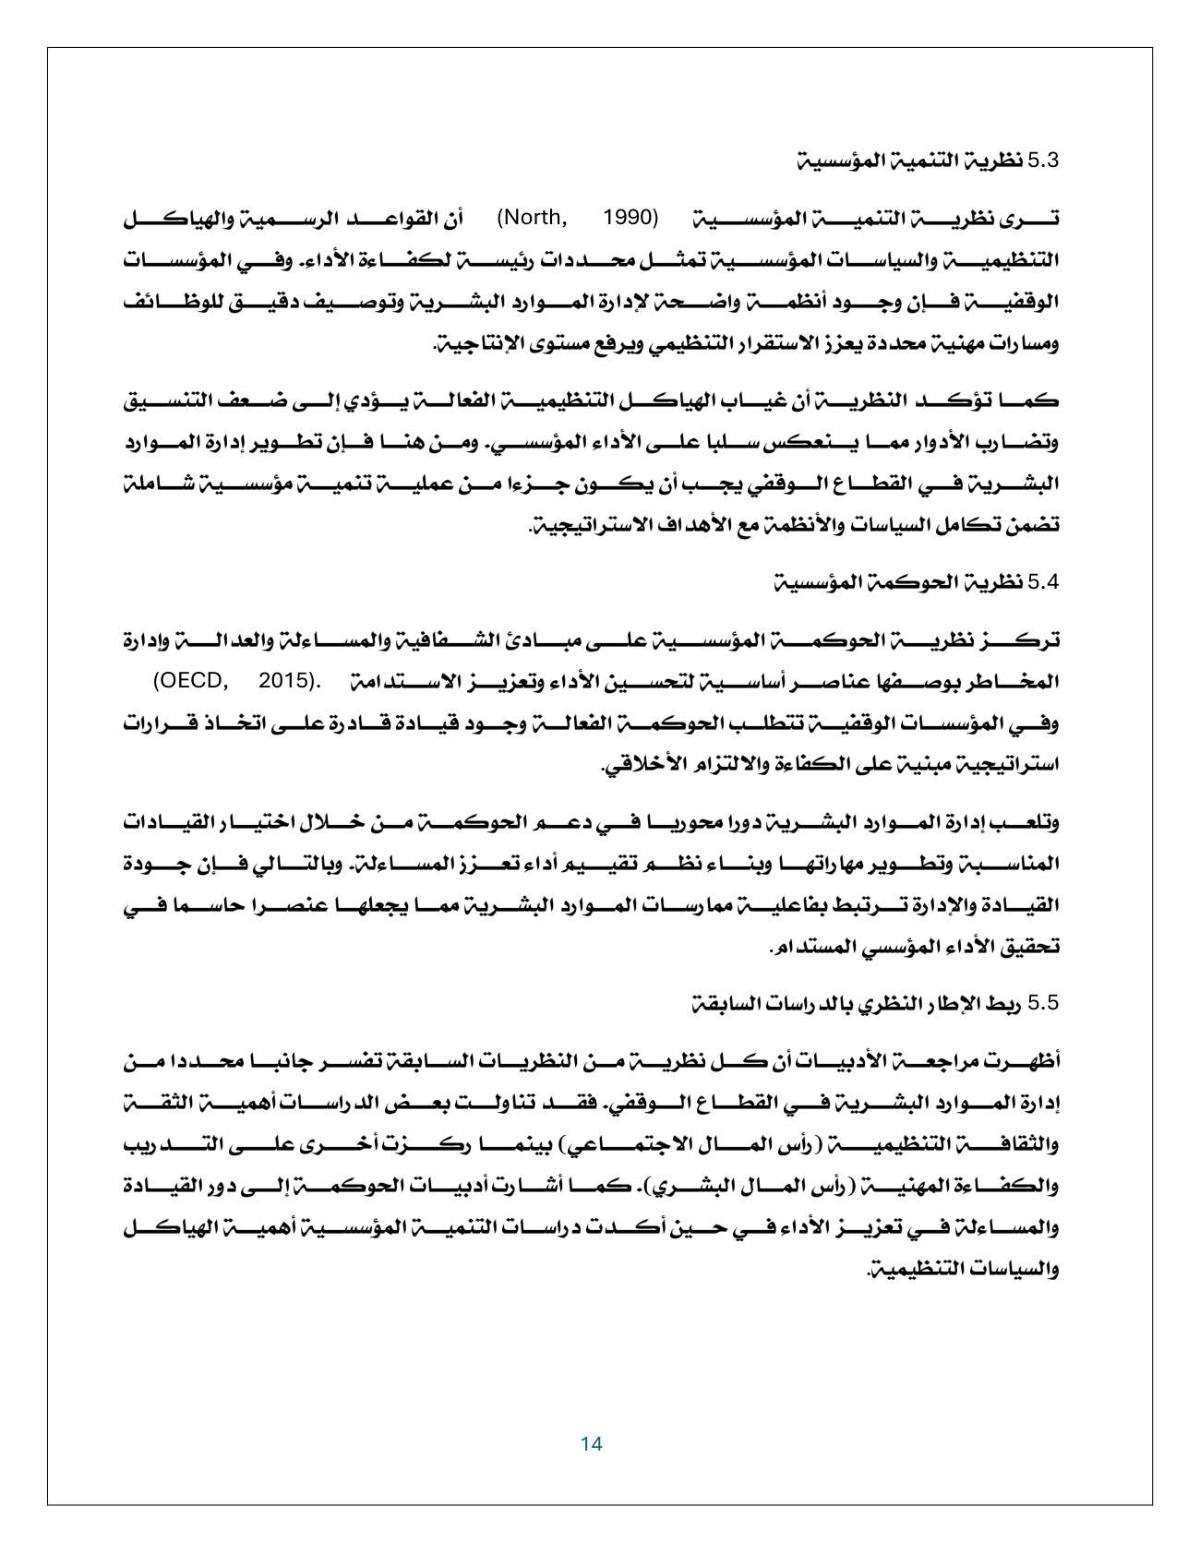 5.3 نظرية التنمية المؤسسية
ترى نظرية التنمية المؤسسية (North, 1990) أن القواعد الرسمية والهياكل
التنظيمية والسياسات المؤسسية تمثل محددات رئيسة لكفاءة الأداء. وفي المؤسسات
الوقفية فإن وجود أنظمة واضحة لإدارة الموارد البشرية وتوصيف دقيق للوظائف
ومسارات مهنية محددة يعزز الاستقرار التنظيمي ويرفع مستوى الإنتاجية.
كما تؤكد النظرية أن غياب الهياكل التنظيمية الفعالة يؤدي إلى ضعف التنسيق
وتضارب الأدوار مما ينعكس سلبا على الأداء المؤسسي. ومن هنا فإن تطوير إدارة الموارد
البشرية في القطاع الوقفي يجب أن يكون جزءا من عملية تنمية مؤسسية شاملة
تضمن تكامل السياسات والأنظمة مع الأهداف الاستراتيجية.
5.4 نظرية الحوكمة المؤسسية
تركز نظرية الحوكمة المؤسسية على مبادئ الشفافية والمساءلة والعدالة وإدارة
المخاطر بوصفها عناصر أساسية لتحسين الأداء وتعزيز الاستدامة (OECD, 2015).
وفي المؤسسات الوقفية تتطلب الحوكمة الفعالة وجود قيادة قادرة على اتخاذ قرارات
استراتيجية مبنية على الكفاءة والالتزام الأخلاقي.
وتلعب إدارة الموارد البشرية دورا محوريا في دعم الحوكمة من خلال اختيار القيادات
المناسبة وتطوير مهاراتها وبناء نظم تقييم أداء تعزز المساءلة. وبالتالي فإن جودة
القيادة والإدارة ترتبط بفاعلية ممارسات الموارد البشرية مما يجعلها عنصرا حاسما في
تحقيق الأداء المؤسسي المستدام.
5.5 ربط الإطار النظري بالدراسات السابقة
أظهرت مراجعة الأدبيات أن كل نظرية من النظريات السابقة تفسر جانبا محددا من
إدارة الموارد البشرية في القطاع الوقفي. فقد تناولت بعض الدراسات أهمية الثقة
والثقافة التنظيمية (رأس المال الاجتماعي) بينما ركزت أخرى على التدريب
والكفاءة المهنية (رأس المال البشري). كما أشارت أدبيات الحوكمة إلى دور القيادة
والمساءلة في تعزيز الأداء في حين أكدت دراسات التنمية المؤسسية أهمية الهياكل
والسياسات التنظيمية.
14